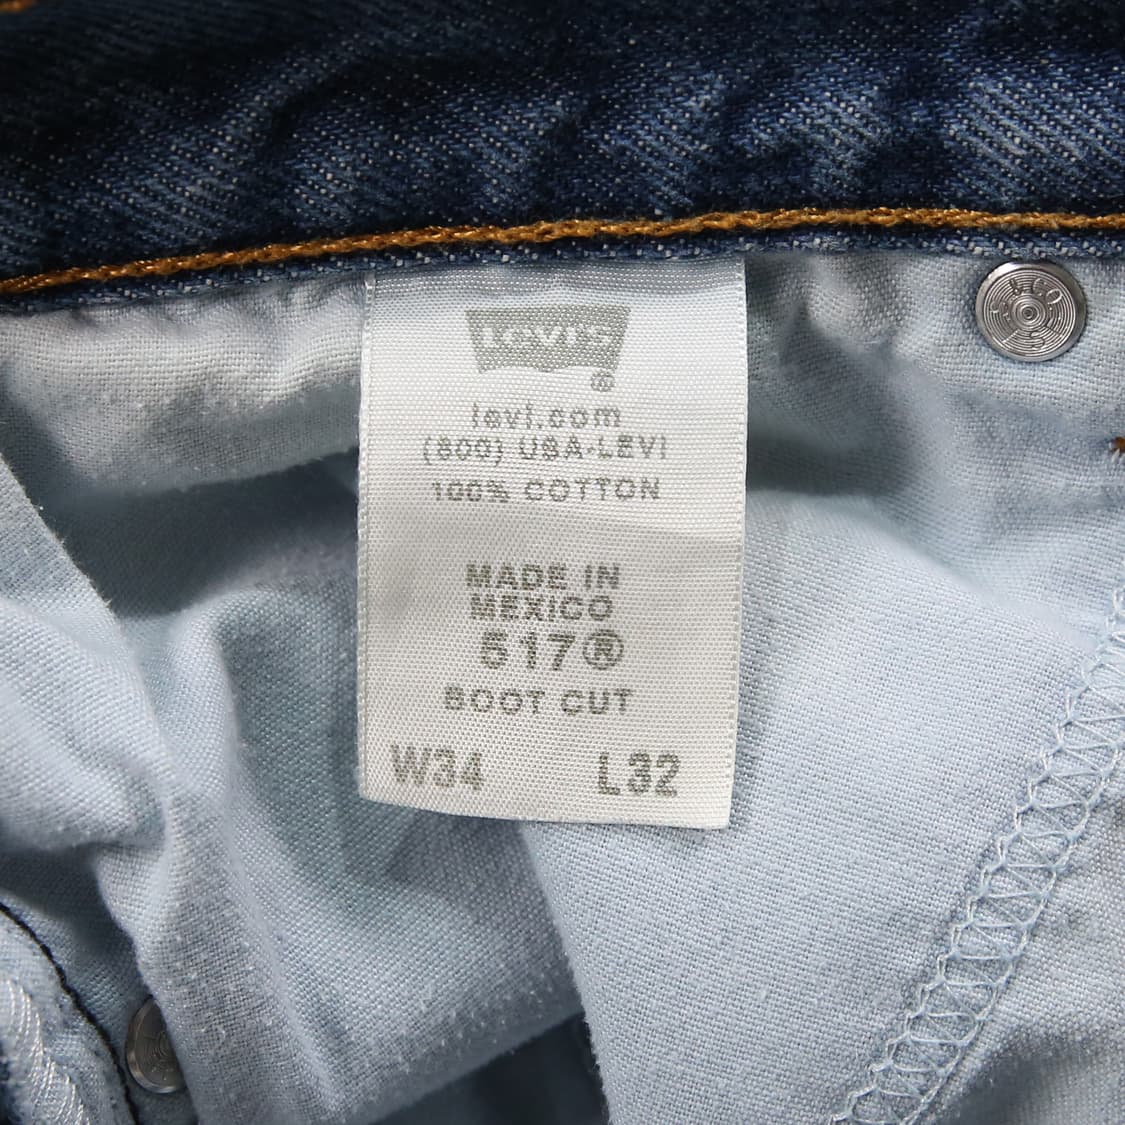 Levi's
®
levi.com
(800) USA-LEVI
100% COTTON
MADE IN
MEXICO
517®
BOOT CUT
W34 L32